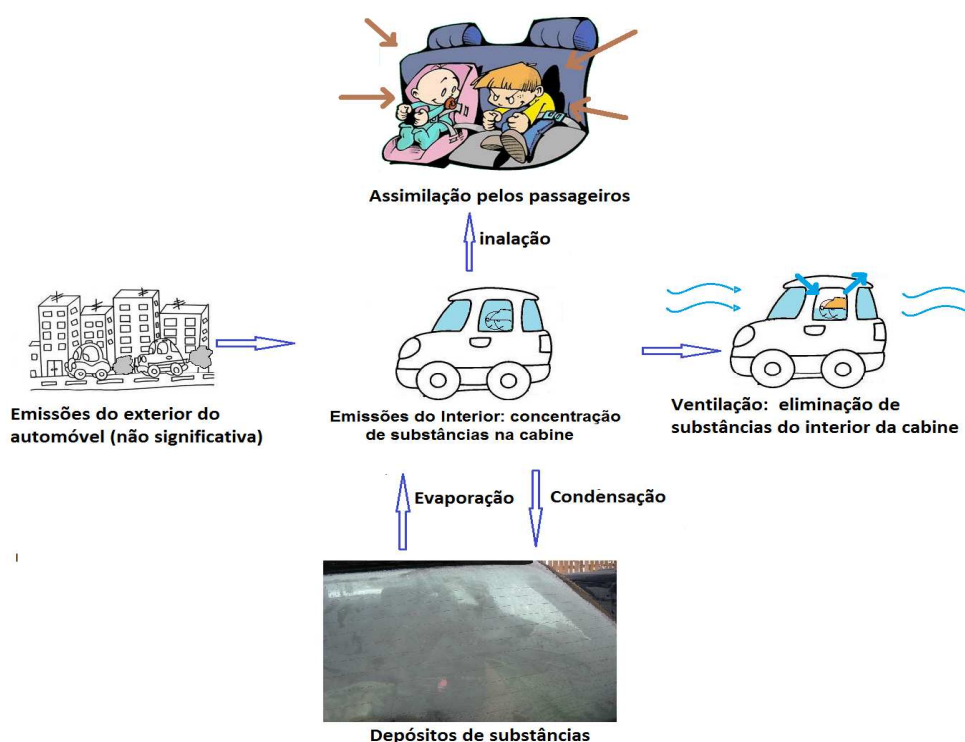 Assimilação pelos passageiros
inalação
Emissões do exterior do
automóvel (não significativa)
Emissões do Interior: concentração
de substâncias na cabine
Ventilação: eliminação de
substâncias do interior da cabine
Evaporação
Condensação
Depósitos de substâncias